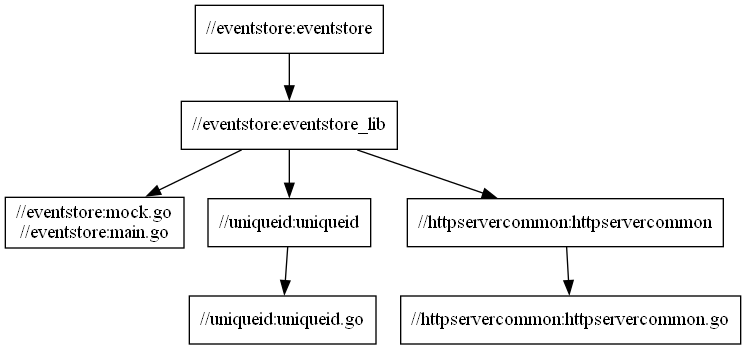 //eventstore:eventstore
//eventstore:eventstore_lib
//eventstore:mock.go
//eventstore:main.go
//uniqueid:uniqueid
//httpservercommon:httpservercommon
//uniqueid:uniqueid.go
//httpservercommon:httpservercommon.go